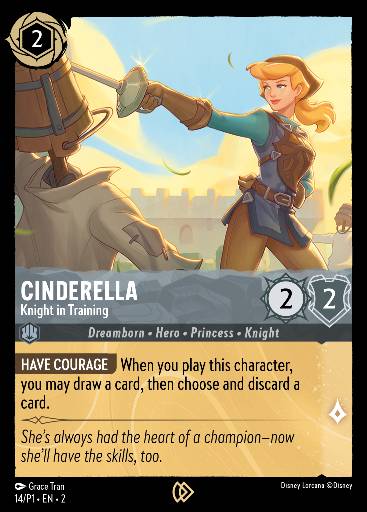 2
CINDERELLA
Knight in Training
2
2
Dreamborn • Hero • Princess • Knight
HAVE COURAGE When you play this character,
you may draw a card, then choose and discard a
card.
She's always had the heart of a champion–now
she'll have the skills, too.
Grace Tran
14/P1 • EN • 2
Disney Lorcana ©Disney